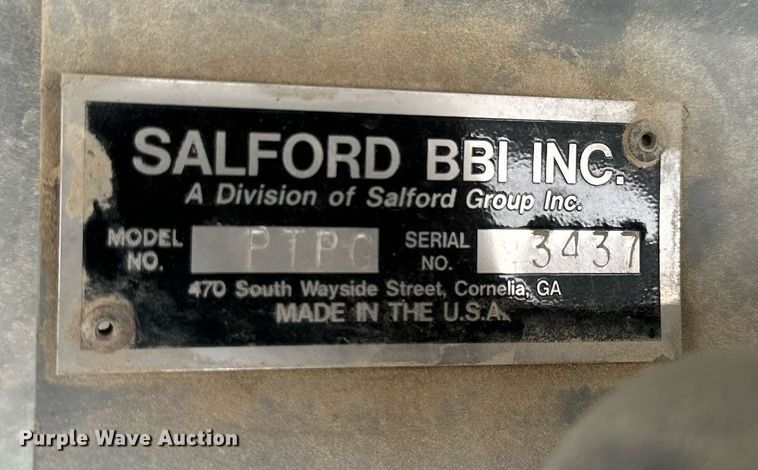 SALFORD BBI INC.
A Division of Salford Group Inc.
MODEL NO. PTPG SERIAL NO. 3437
470 South Wayside Street, Cornelia, GA
MADE IN THE U.S.A.
Purple Wave Auction